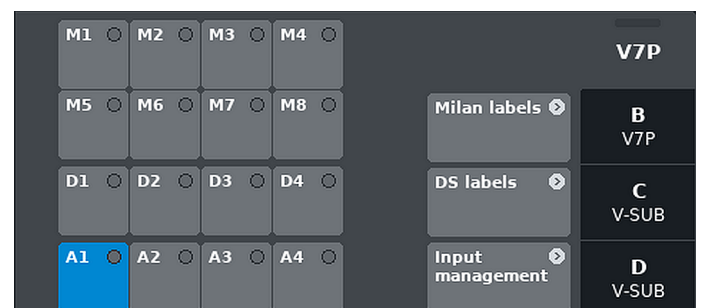 M1 M2 M3 M4
V7P
M5 M6 M7 M8
Milan labels
B
V7P
D1 D2 D3 D4
DS labels
C
V-SUB
A1 A2 A3 A4
Input
management
D
V-SUB